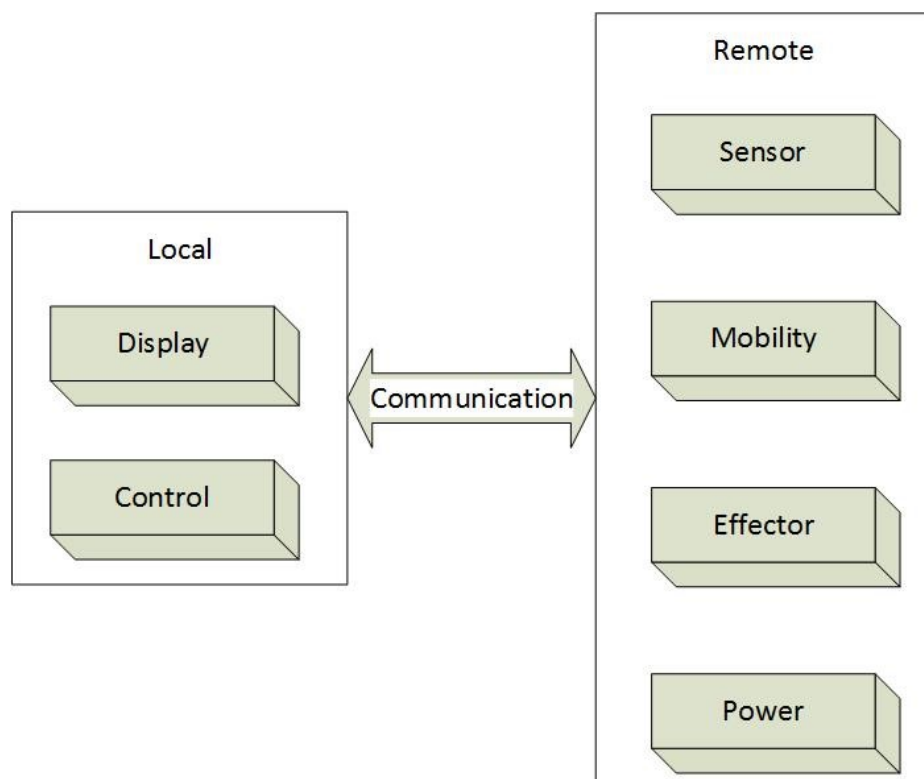 Local
Display
Control
Communication
Remote
Sensor
Mobility
Effector
Power